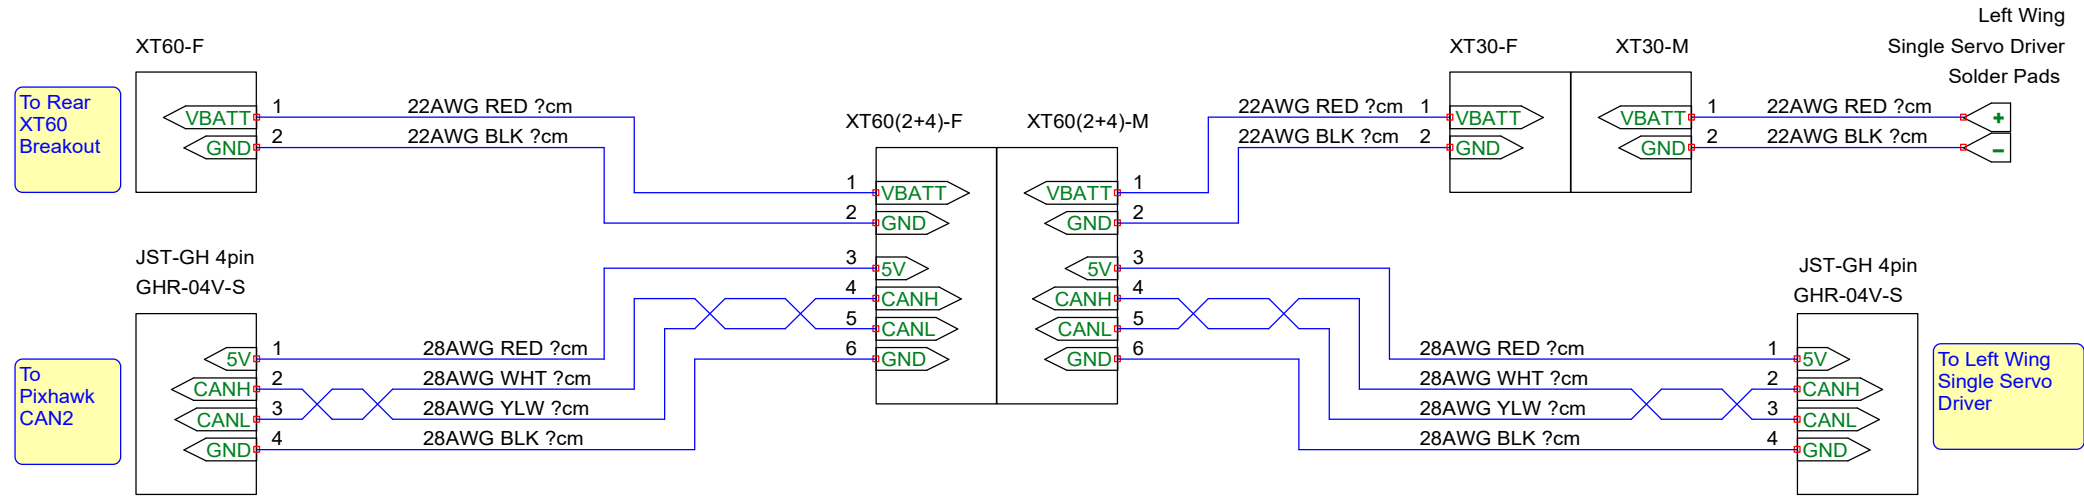 Left Wing
Single Servo Driver
Solder Pads
XT60-F
XT30-F
XT30-M
To Rear
XT60
Breakout
VBATT
GND
1
2
22AWG RED ?cm
22AWG BLK ?cm
XT60(2+4)-F
XT60(2+4)-M
22AWG RED ?cm
22AWG BLK ?cm
1
2
VBATT
GND
VBATT
GND
1
2
22AWG RED ?cm
22AWG BLK ?cm
+
–
1
2
3
4
5
6
VBATT
GND
5V
CANH
CANL
GND
VBATT
GND
5V
CANH
CANL
GND
1
2
3
4
5
6
JST-GH 4pin
GHR-04V-S
To
Pixhawk
CAN2
5V
CANH
CANL
GND
1
2
3
4
28AWG RED ?cm
28AWG WHT ?cm
28AWG YLW ?cm
28AWG BLK ?cm
28AWG RED ?cm
28AWG WHT ?cm
28AWG YLW ?cm
28AWG BLK ?cm
JST-GH 4pin
GHR-04V-S
1
2
3
4
5V
CANH
CANL
GND
To Left Wing
Single Servo
Driver